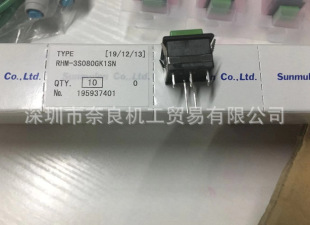 TYPE [19/12/13]
RHM-3S080GK1SN
Co.,Ltd.
Co.,Ltd.
Sunmul
QTY. 10 0
No. 195937401
深圳市奈良机工贸易有限公司